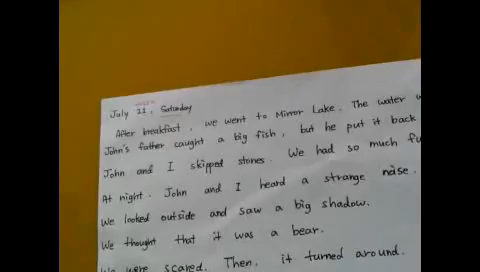 July 21, Saturday
After breakfast, we went to Mirror Lake. The water
John's father caught a big fish, but he put it back
John and I skipped stones. We had so much
At night, John and I heard a strange noise.
We looked outside and saw a big shadow.
We thought that it was a bear.
We were scared. Then, it turned around.